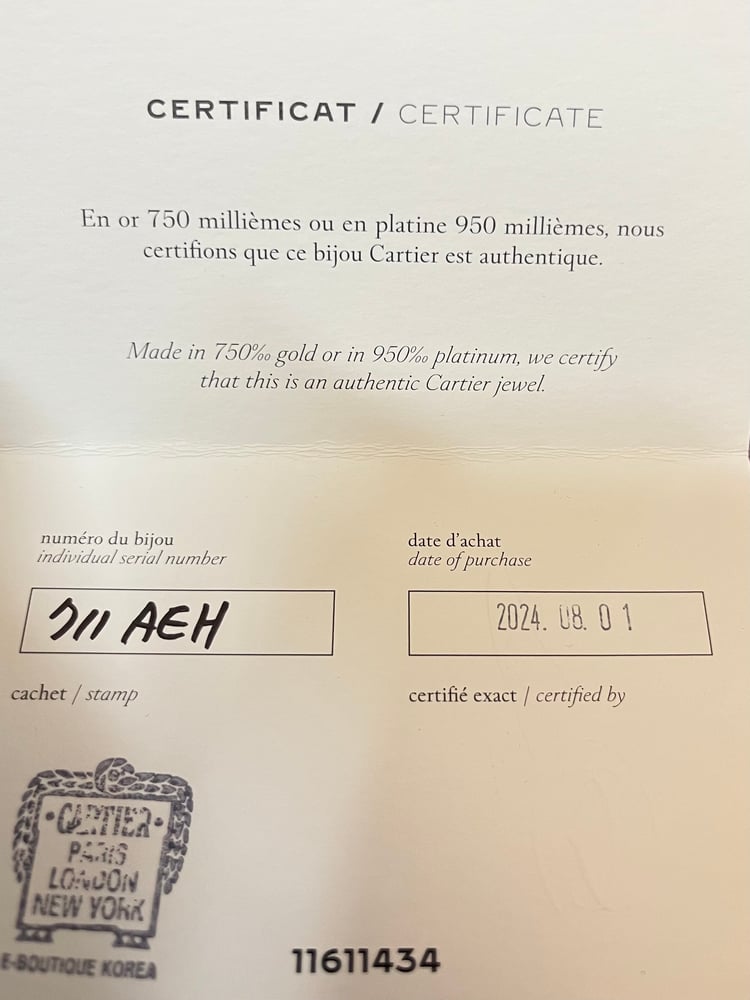 CERTIFICAT / CERTIFICATE
En or 750 millièmes ou en platine 950 millièmes, nous
certifions que ce bijou Cartier est authentique.
Made in 750‰ gold or in 950‰ platinum, we certify
that this is an authentic Cartier jewel.
numéro du bijou
individual serial number
711 AEH
date d'achat
date of purchase
2024. 08. 01
cachet / stamp
certifié exact / certified by
CARTIER
PARIS
LONDON
NEW YORK
E-BOUTIQUE KOREA
11611434